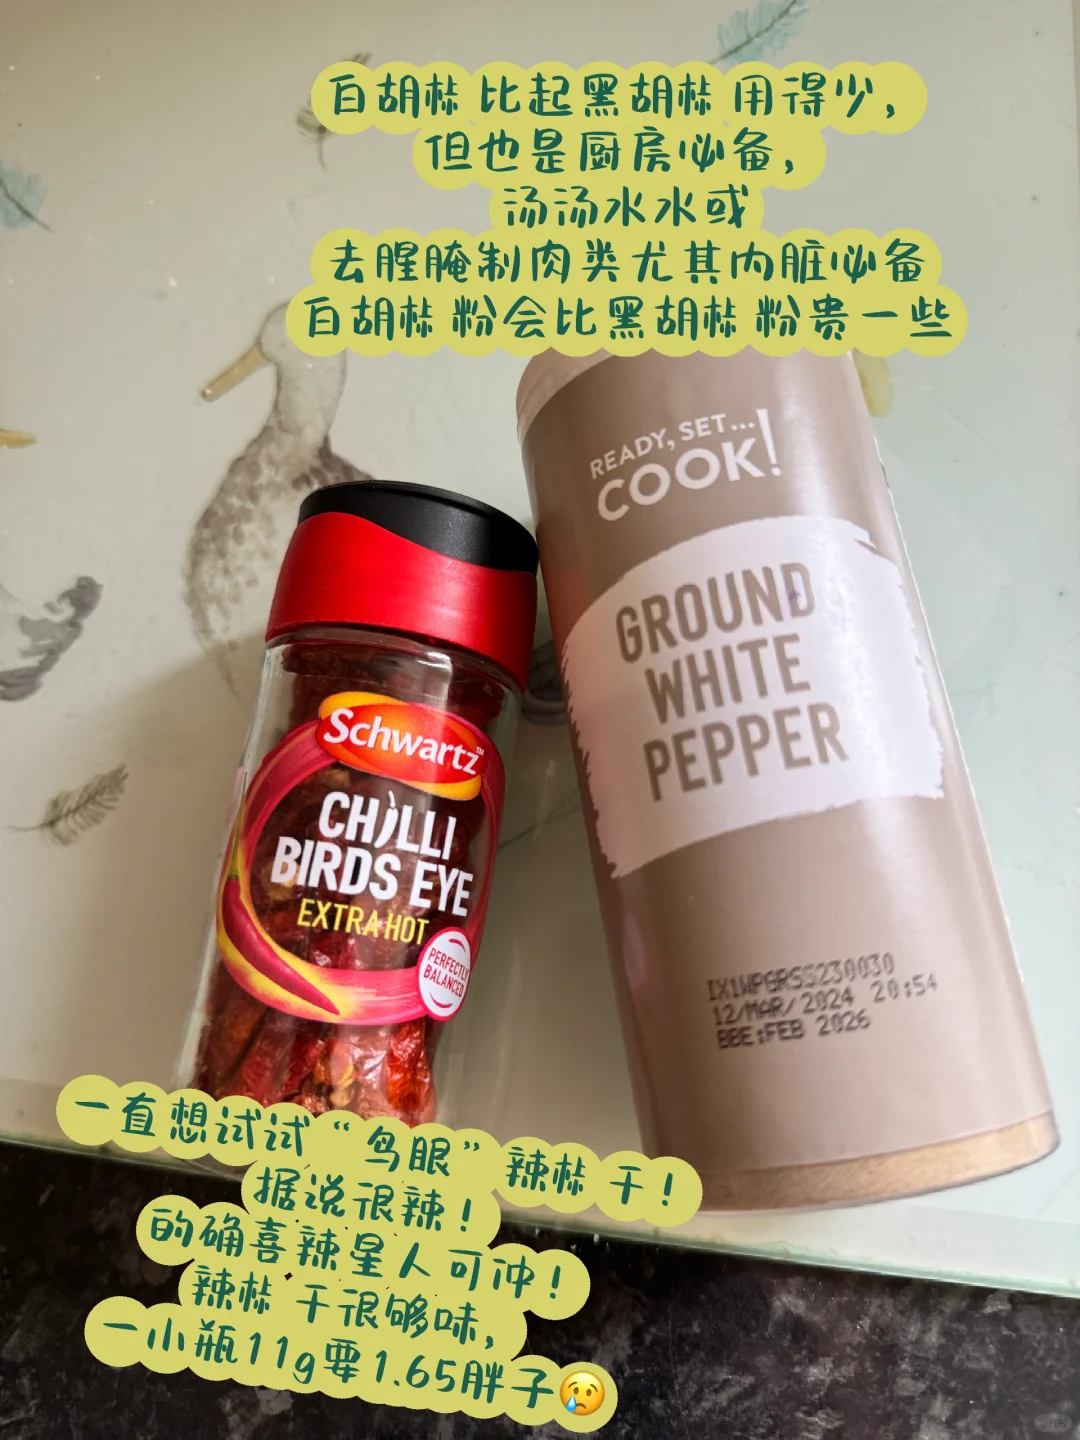 白胡椒 比起黑胡椒 用得少,
但也是厨房必备,
汤汤水水或
去腥腌制肉类尤其内脏必备
白胡椒 粉会比黑胡椒 粉贵一些
READY, SET...
COOK!
GROUND
WHITE
PEPPER
IX1WPGRSS230030
12/MAR/2024 20:54
BBE:FEB 2026
Schwartz™
CHILLI
BIRDS EYE
EXTRA HOT
PERFECTLY
BALANCED
一直想试试“鸟眼”辣椒 干!
据说很辣!
的确喜辣星人可冲!
辣椒 干很够味,
一小瓶11g要1.65胖子😢